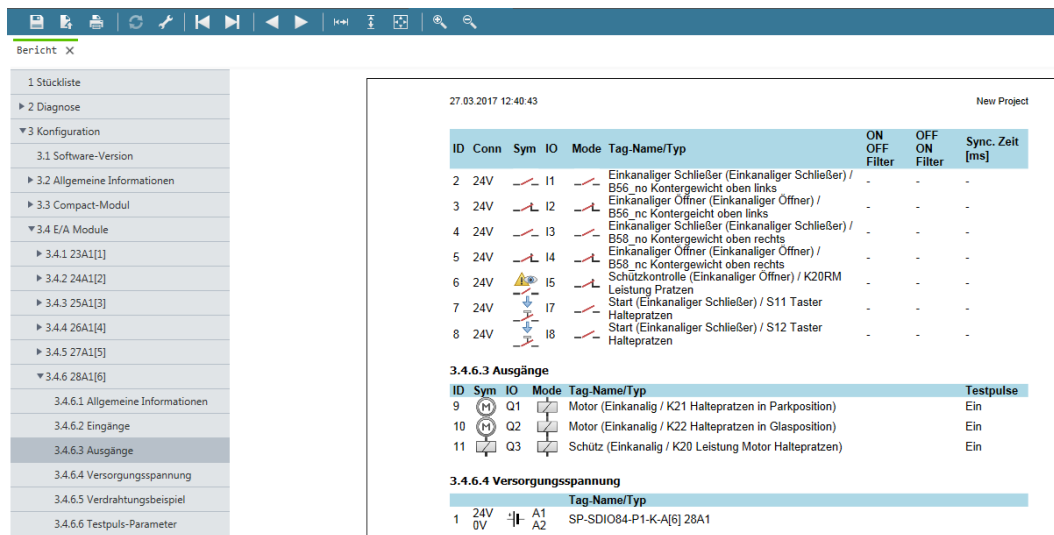 Bericht X
1 Stückliste
2 Diagnose
3 Konfiguration
3.1 Software-Version
3.2 Allgemeine Informationen
3.3 Compact-Modul
3.4 E/A Module
3.4.1 23A1[1]
3.4.2 24A1[2]
3.4.3 25A1[3]
3.4.4 26A1[4]
3.4.5 27A1[5]
3.4.6 28A1[6]
3.4.6.1 Allgemeine Informationen
3.4.6.2 Eingänge
3.4.6.3 Ausgänge
3.4.6.4 Versorgungsspannung
3.4.6.5 Verdrahtungsbeispiel
3.4.6.6 Testpuls-Parameter
27.03.2017 12:40:43 New Project
ID Conn Sym IO Mode Tag-Name/Typ ON OFF Filter OFF ON Filter Sync. Zeit [ms]
2 24V I1 Einkanaliger Schließer (Einkanaliger Schließer) / - - -
B56_no Kontergewicht oben links
3 24V I2 Einkanaliger Öffner (Einkanaliger Öffner) / - - -
B56_nc Kontergeicht oben links
4 24V I3 Einkanaliger Schließer (Einkanaliger Schließer) / - - -
B58_no Kontergewicht oben rechts
5 24V I4 Einkanaliger Öffner (Einkanaliger Öffner) / - - -
B58_nc Kontergewicht oben rechts
6 24V I5 Schützkontrolle (Einkanaliger Öffner) / K20RM - - -
Leistung Pratzen
7 24V I7 Start (Einkanaliger Schließer) / S11 Taster - - -
Haltepratzen
8 24V I8 Start (Einkanaliger Schließer) / S12 Taster - - -
Haltepratzen
3.4.6.3 Ausgänge
ID Sym IO Mode Tag-Name/Typ Testpulse
9 M Q1 Motor (Einkanalig / K21 Haltepratzen in Parkposition) Ein
10 M Q2 Motor (Einkanalig / K22 Haltepratzen in Glasposition) Ein
11 Q3 Schütz (Einkanalig / K20 Leistung Motor Haltepratzen) Ein
3.4.6.4 Versorgungsspannung
Tag-Name/Typ
1 24V 0V A1 A2 SP-SDIO84-P1-K-A[6] 28A1